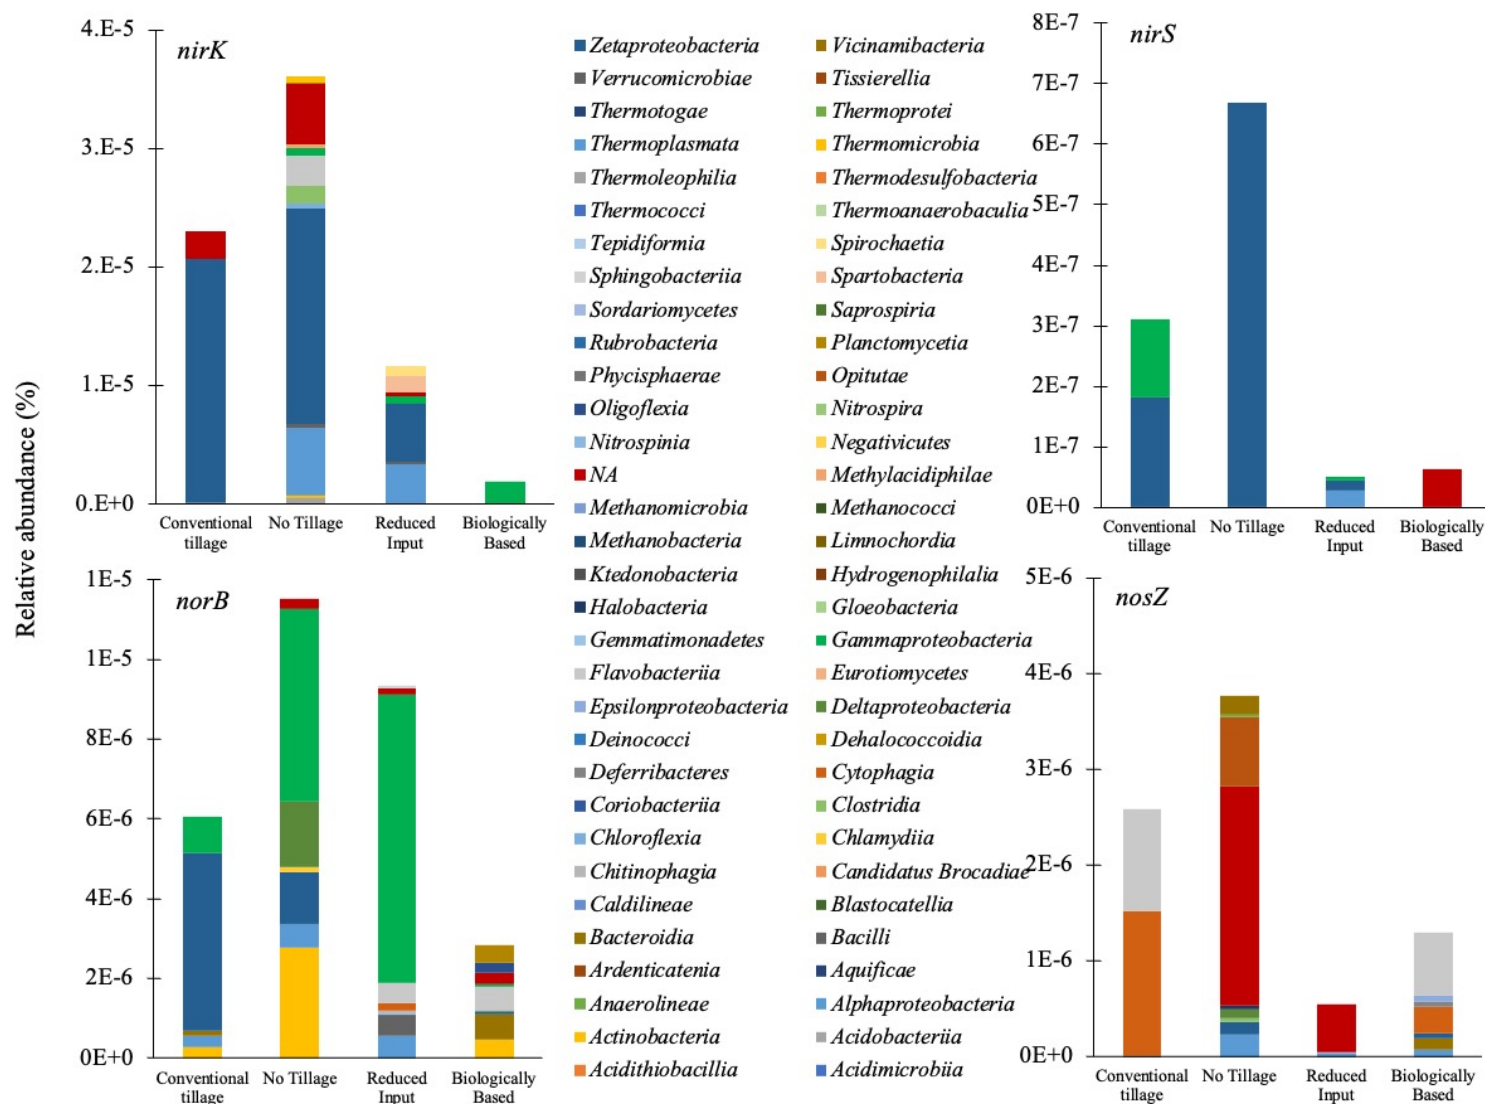 Relative abundance (%)
nirK
4.E-5
3.E-5
2.E-5
1.E-5
0.E+0
Conventional tillage
No Tillage
Reduced Input
Biologically Based
norB
1E-5
1E-5
8E-6
6E-6
4E-6
2E-6
0E+0
Conventional tillage
No Tillage
Reduced Input
Biologically Based
Zetaproteobacteria Vicinamibacteria
Verrucomicrobiae Tissierellia
Thermotogae Thermoprotei
Thermoplasmata Thermomicrobia
Thermoleophilia Thermodesulfobacteria
Thermococci Thermoanaerobaculia
Tepidiformia Spirochaetia
Sphingobacteriia Spartobacteria
Sordariomycetes Saprospiria
Rubrobacteria Planctomycetia
Phycisphaerae Opitutae
Oligoflexia Nitrospira
Nitrospinia Negativicutes
NA Methylacidiphilae
Methanomicrobia Methanococci
Methanobacteria Limnochordia
Ktedonobacteria Hydrogenophilalia
Halobacteria Gloeobacteria
Gemmatimonadetes Gammaproteobacteria
Flavobacteriia Eurotiomycetes
Epsilonproteobacteria Deltaproteobacteria
Deinococci Dehalococcoidia
Deferribacteres Cytophagia
Coriobacteriia Clostridia
Chloroflexia Chlamydiia
Chitinophagia Candidatus Brocadiae
Caldilineae Blastocatellia
Bacteroidia Bacilli
Ardenticatenia Aquificae
Anaerolineae Alphaproteobacteria
Actinobacteria Acidobacteriia
Acidithiobacillia Acidimicrobiia
nirS
8E-7
7E-7
6E-7
5E-7
4E-7
3E-7
2E-7
1E-7
0E+0
Conventional tillage
No Tillage
Reduced Input
Biologically Based
nosZ
5E-6
4E-6
3E-6
2E-6
1E-6
0E+0
Conventional tillage
No Tillage
Reduced Input
Biologically Based